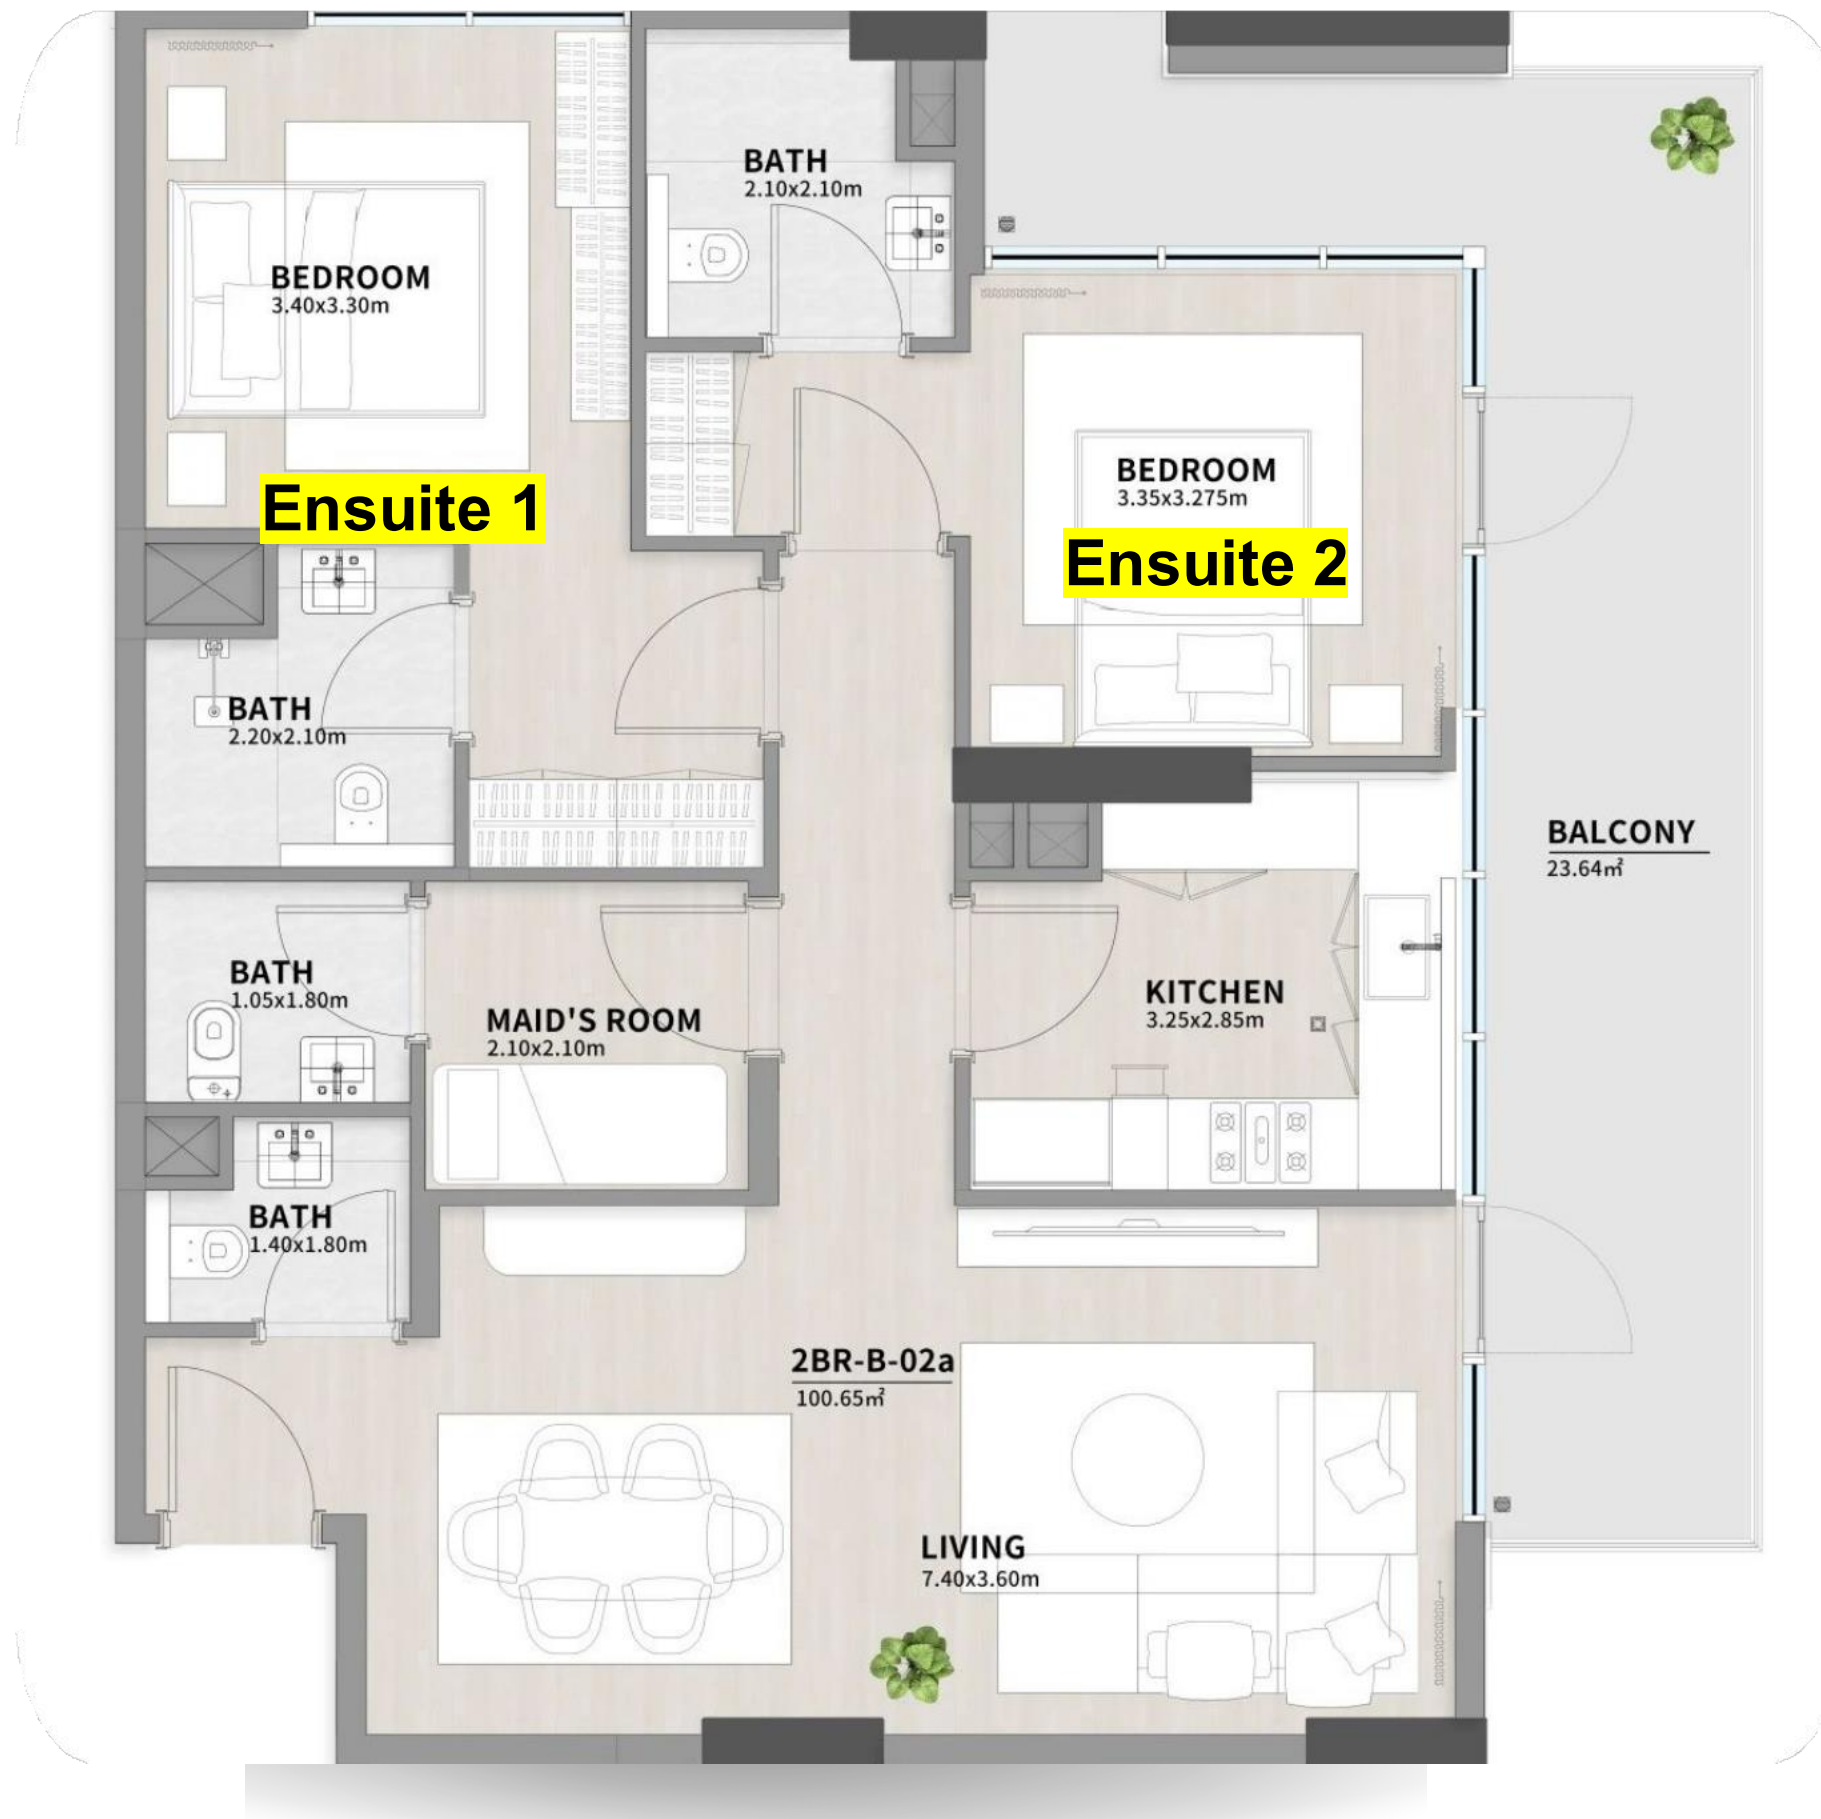 BATH
2.10x2.10m
BEDROOM
3.40x3.30m
BEDROOM
3.35x3.275m
Ensuite 1
Ensuite 2
BATH
2.20x2.10m
BALCONY
23.64㎡
BATH
1.05x1.80m
MAID'S ROOM
2.10x2.10m
KITCHEN
3.25x2.85m
BATH
1.40x1.80m
2BR-B-02a
100.65㎡
LIVING
7.40x3.60m